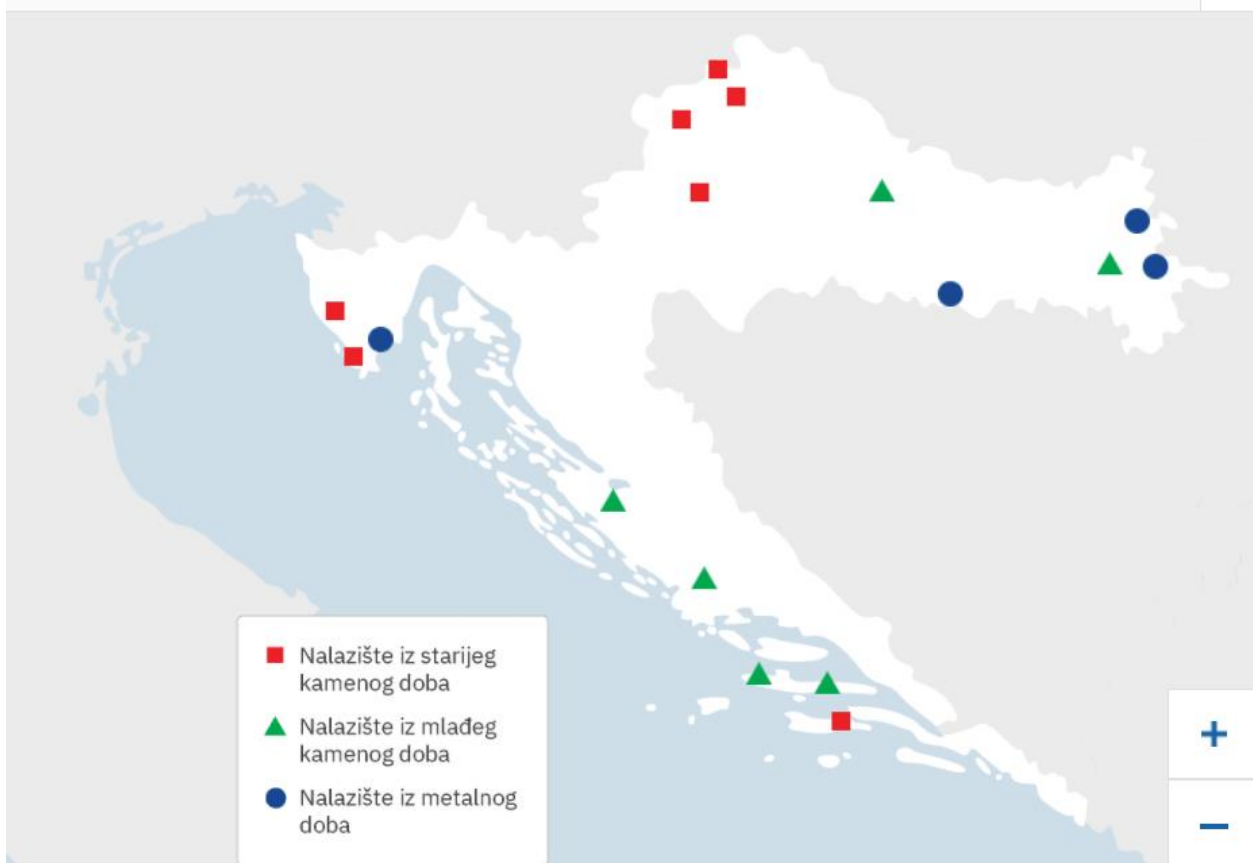 Nalazište iz starijeg
kamenog doba
Nalazište iz mlađeg
kamenog doba
Nalazište iz metalnog
doba
+
−